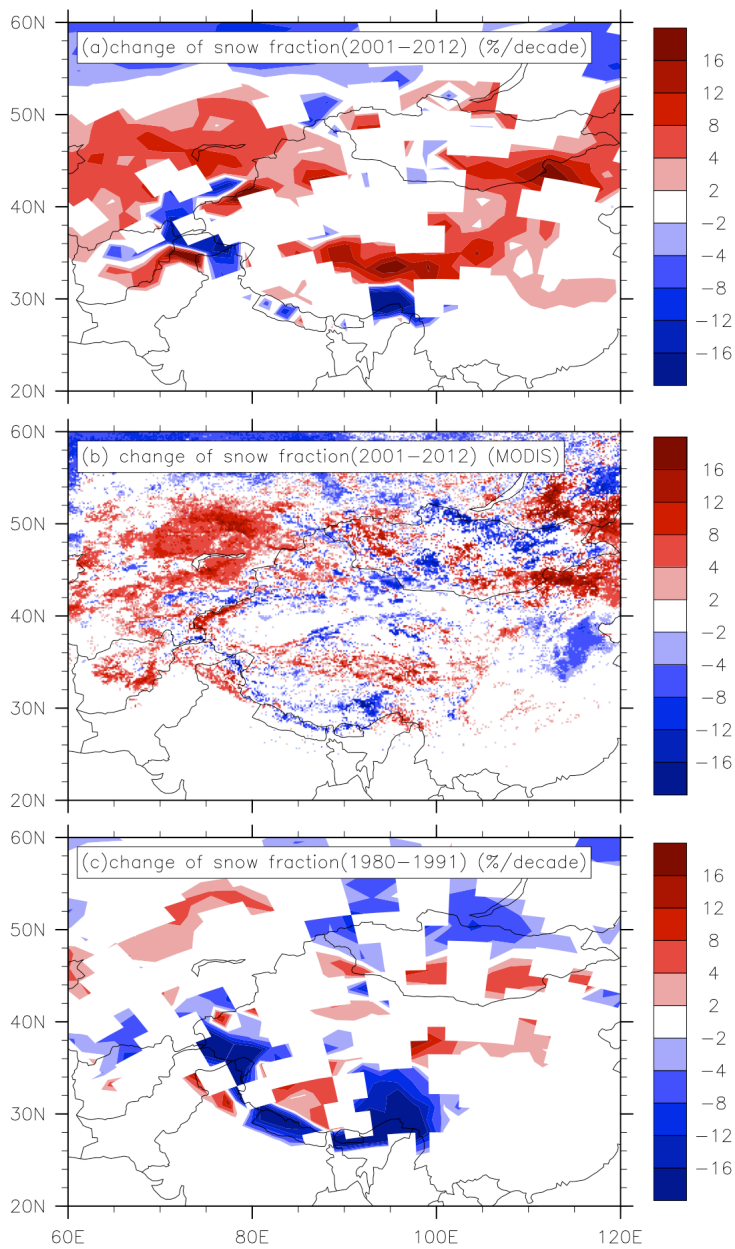 60N
(a)change of snow fraction(2001−2012) (%/decade)
50N
40N
30N
20N
16
12
8
4
2
−2
−4
−8
−12
−16
60N
(b) change of snow fraction(2001−2012) (MODIS)
50N
40N
30N
20N
16
12
8
4
2
−2
−4
−8
−12
−16
60N
(c)change of snow fraction(1980−1991) (%/decade)
50N
40N
30N
20N
60E
80E
100E
120E
16
12
8
4
2
−2
−4
−8
−12
−16